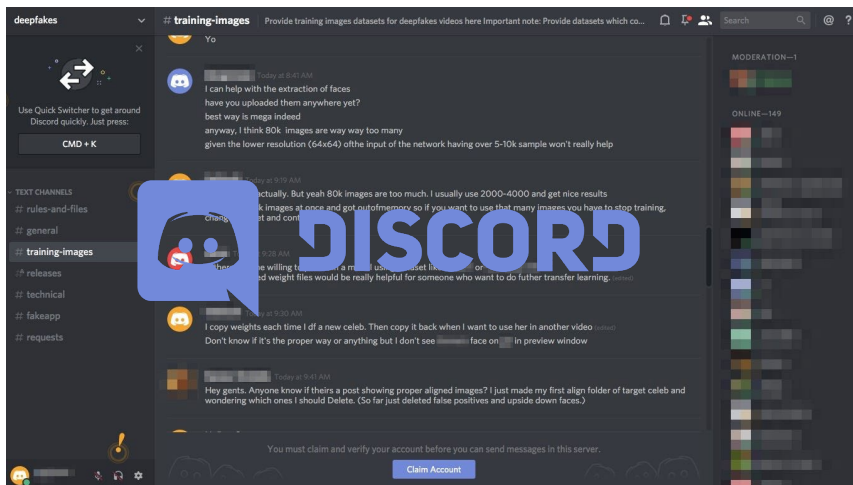 deepfakes
# training-images
Provide training images datasets for deepfakes videos here Important note: Provide datasets which co...
Search
Use Quick Switcher to get around
Discord quickly. Just press:
CMD + K
TEXT CHANNELS
# rules-and-files
# general
# training-images
releases
# technical
# fakeapp
# requests
Yo
Today at 8:41 AM
I can help with the extraction of faces
have you uploaded them anywhere yet?
best way is mega indeed
anyway, I think 80k images are way way too many
given the lower resolution (64x64) ofthe input of the network having over 5-10k sample won't really help
Today at 9:19 AM
actually. But yeah 80k images are too much. I usually use 2000-4000 and get nice results
images at once and got outofmemory so if you want to use that many images you have to stop training,
DISCORD
9:28 AM
willing to
or
ed weight files would be really helpful for someone who want to do futher transfer learning. (edited)
Today at 9:30 AM
I copy weights each time I df a new celeb. Then copy it back when I want to use her in another video (edited)
Don't know if it's the proper way or anything but I don't see face on in preview window
Today at 9:41 AM
Hey gents. Anyone know if theirs a post showing proper aligned images? I just made my first align folder of target celeb and
wondering which ones I should Delete. (So far just deleted false positives and upside down faces.)
You must claim and verify your account before you can send messages in this server.
Claim Account
MODERATION—1
ONLINE—149